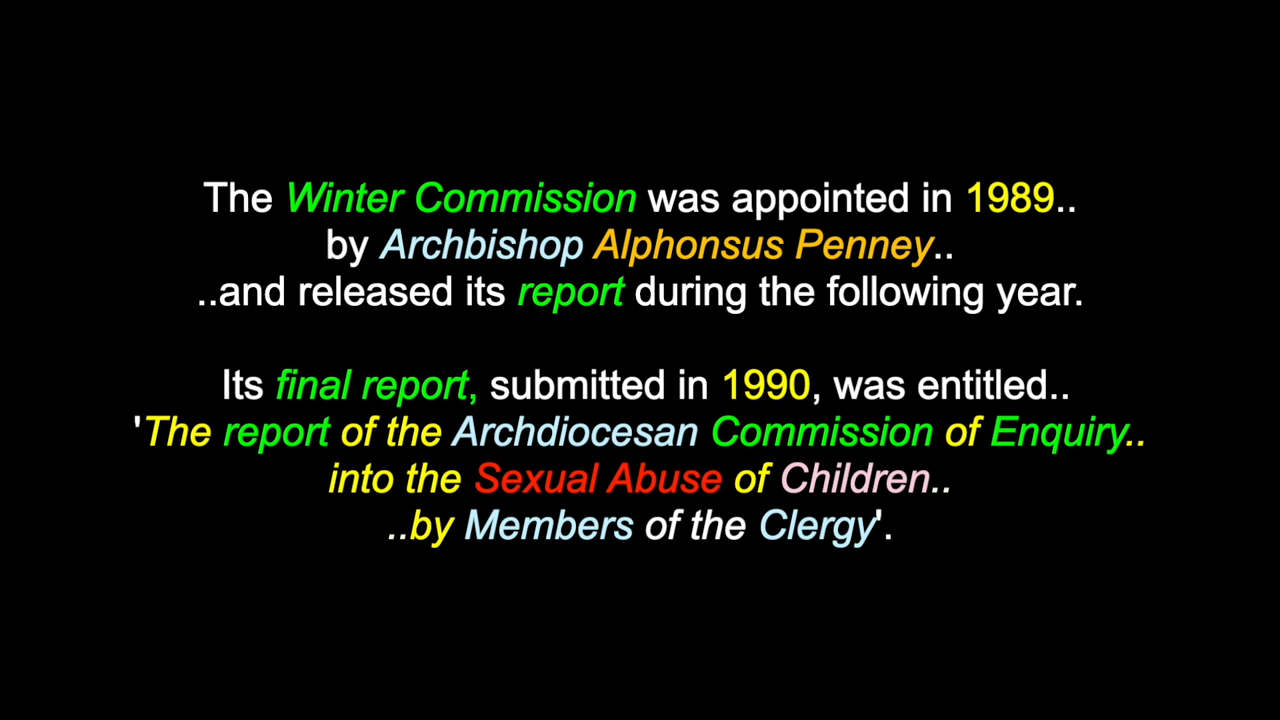 The Winter Commission was appointed in 1989..
by Archbishop Alphonsus Penney..
..and released its report during the following year.
Its final report, submitted in 1990, was entitled..
'The report of the Archdiocesan Commission of Enquiry..
into the Sexual Abuse of Children..
..by Members of the Clergy'.